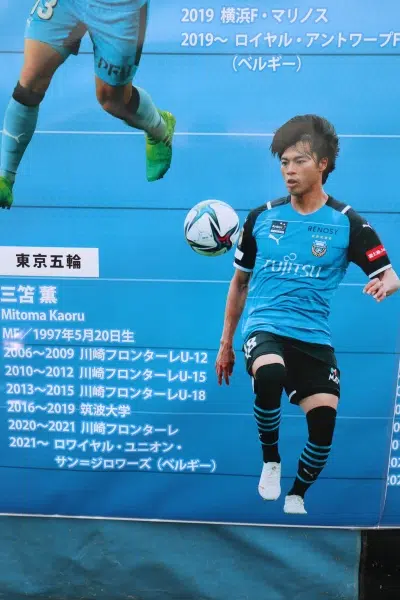 2019 横浜F・マリノス
2019～ ロイヤル・アントワープF
（ベルギー）
東京五輪
三笘 薫
Mitoma Kaoru
MF／1997年5月20日生
2006～2009 川崎フロンターレU-12
2010～2012 川崎フロンターレU-15
2013～2015 川崎フロンターレU-18
2016～2019 筑波大学
2020～2021 川崎フロンターレ
2021～ ロワイヤル・ユニオン・
サン＝ジロワーズ（ベルギー）
RENOSY
FUJITSU